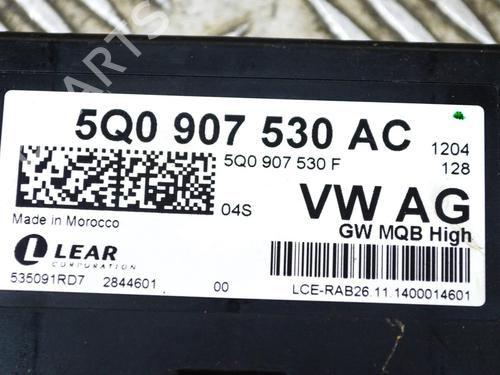 PARTS
5Q0 907 530 AC 1204
5Q0 907 530 F 128
04S VW AG
Made in Morocco GW MQB High
L LEAR
CORPORATION
535091RD7 2844601 00 LCE-RAB26.11.1400014601